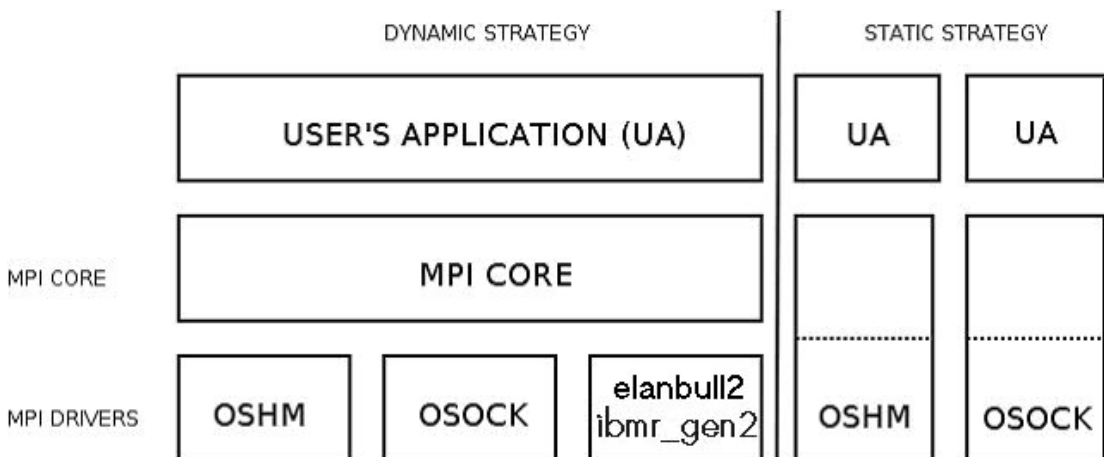 DYNAMIC STRATEGY
STATIC STRATEGY
USER'S APPLICATION (UA)
UA
UA
MPI CORE
MPI CORE
MPI DRIVERS
OSHM
OSOCK
elanbull2
ibmr_gen2
OSHM
OSOCK